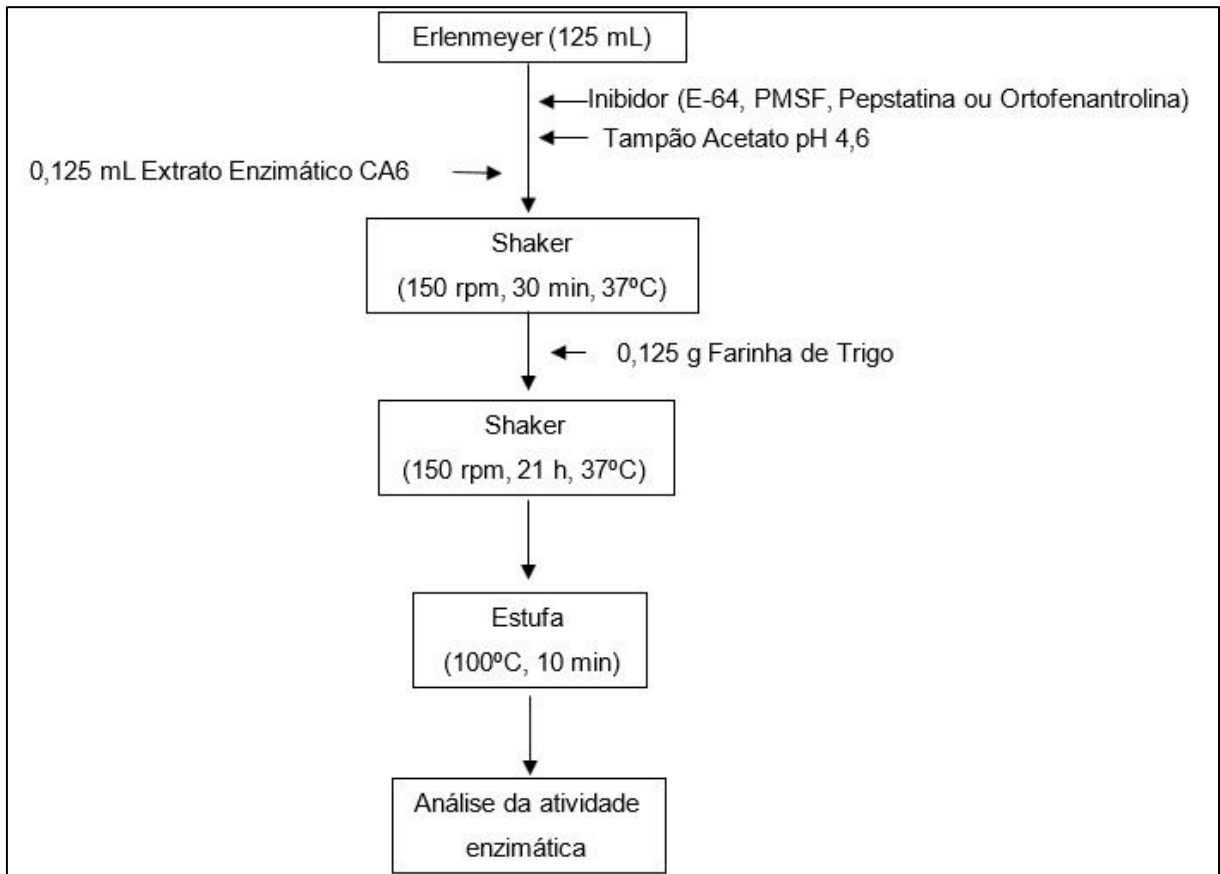 Erlenmeyer (125 mL)
Inibidor (E-64, PMSF, Pepstatina ou Ortofenantrolina)
Tampão Acetato pH 4,6
0,125 mL Extrato Enzimático CA6
Shaker
(150 rpm, 30 min, 37ºC)
0,125 g Farinha de Trigo
Shaker
(150 rpm, 21 h, 37ºC)
Estufa
(100ºC, 10 min)
Análise da atividade
enzimática